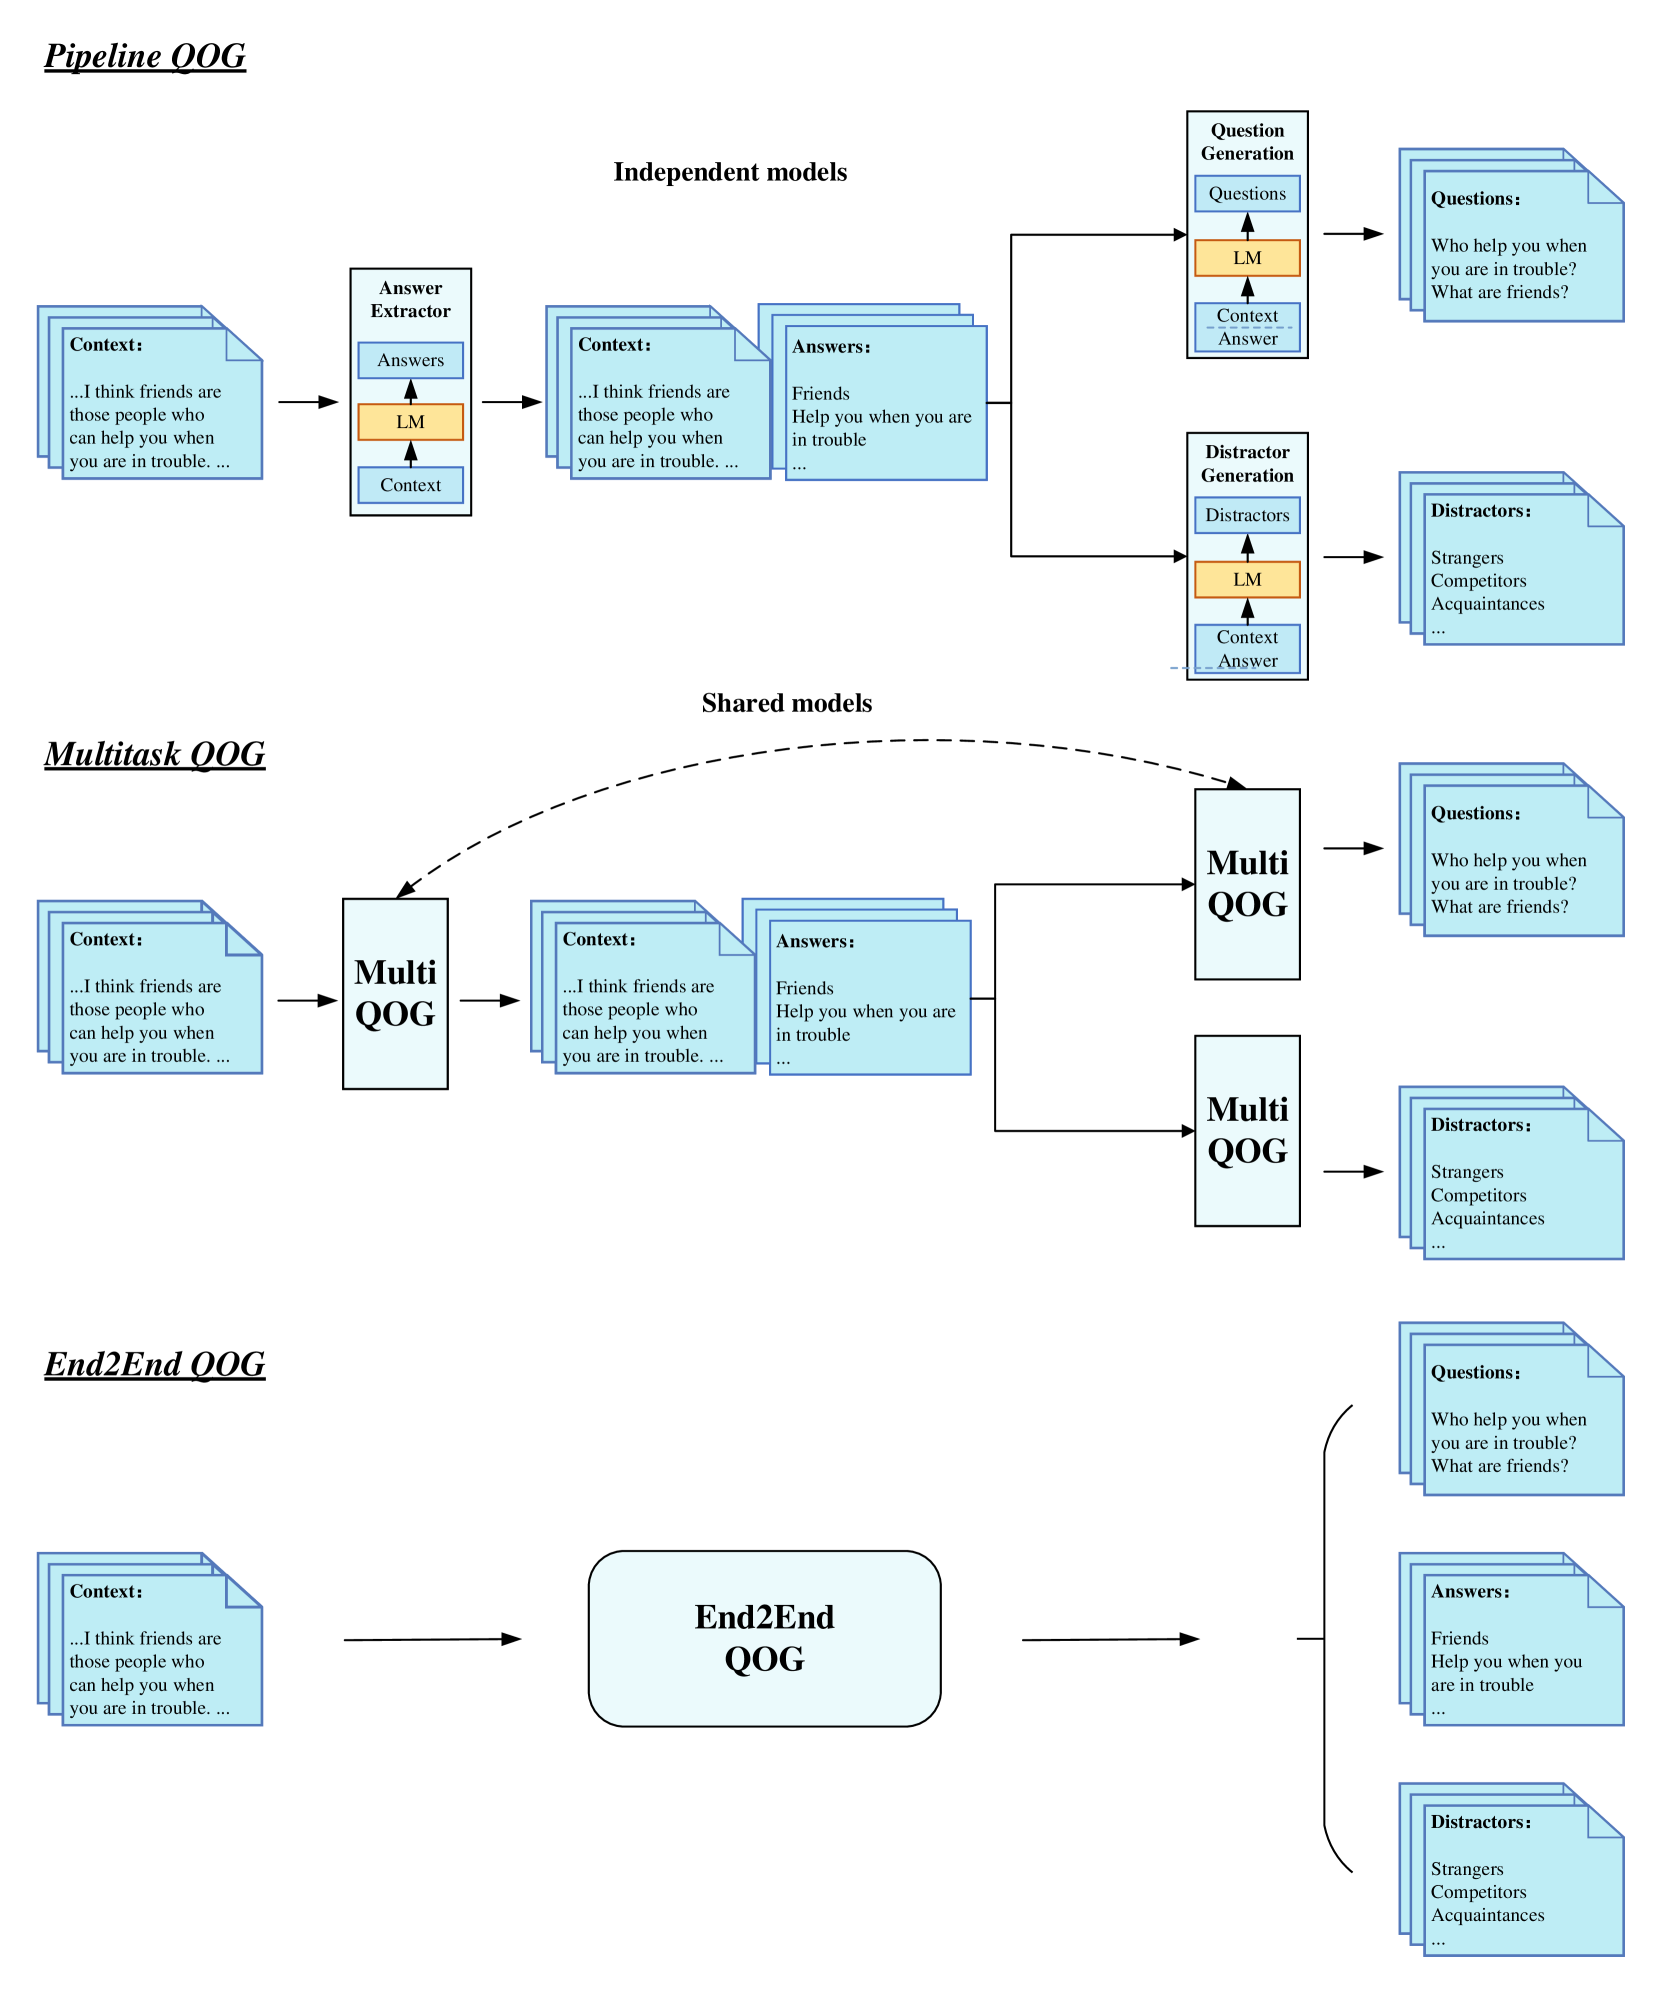 Pipeline QOG
Independent models
Context：
...I think friends are
those people who
can help you when
you are in trouble. ...
Answer
Extractor
Answers
LM
Context
Context：
...I think friends are
those people who
can help you when
you are in trouble. ...
Answers：
Friends
Help you when you are
in trouble
...
Question
Generation
Questions
LM
Context
Answer
Questions：
Who help you when
you are in trouble?
What are friends?
Distractor
Generation
Distractors
LM
Context
Answer
Distractors：
Strangers
Competitors
Acquaintances
...
Shared models
Multitask QOG
Context：
...I think friends are
those people who
can help you when
you are in trouble. ...
Multi
QOG
Context：
...I think friends are
those people who
can help you when
you are in trouble. ...
Answers：
Friends
Help you when you are
in trouble
...
Multi
QOG
Questions：
Who help you when
you are in trouble?
What are friends?
Multi
QOG
Distractors：
Strangers
Competitors
Acquaintances
...
End2End QOG
Context：
...I think friends are
those people who
can help you when
you are in trouble. ...
End2End
QOG
Questions：
Who help you when
you are in trouble?
What are friends?
Answers：
Friends
Help you when you
are in trouble
...
Distractors：
Strangers
Competitors
Acquaintances
...